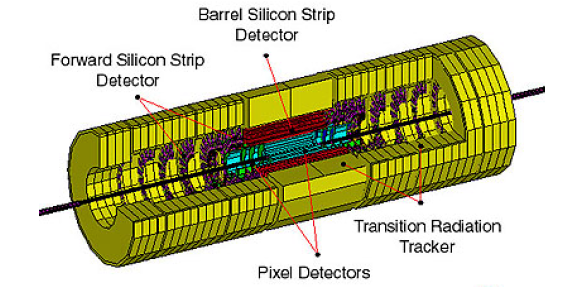 Barrel Silicon Strip
Detector
Forward Silicon Strip
Detector
Transition Radiation
Tracker
Pixel Detectors